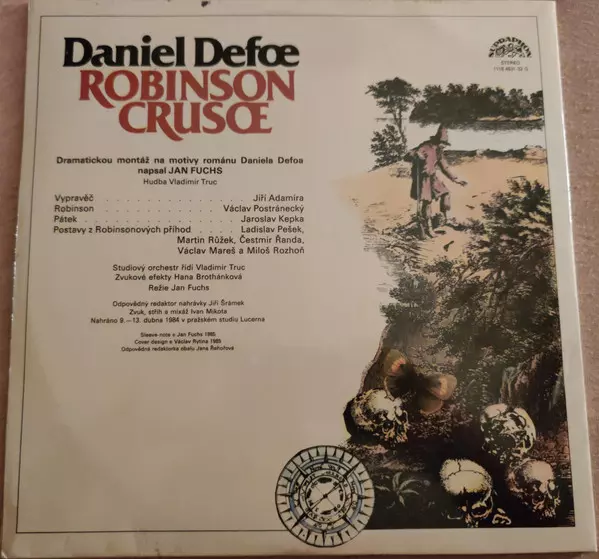 Daniel Defoe
ROBINSON
CRUSOE
SUPRAPHON
STEREO
Dramatickou montáž na motivy románu Daniela Defoa
napsal JAN FUCHS
Hudba Vladimír Truc
Vypravěč . . . . . . . . . . . . . . . . . Jiří Adamíra
Robinson . . . . . . . . . . . . . Václav Postránecký
Pátek . . . . . . . . . . . . . . . . Jaroslav Kepka
Postavy z Robinsonových příhod . . . . . Ladislav Pešek,
Martin Růžek, Čestmír Řanda,
Václav Mareš a Miloš Rozhoň
Studiový orchestr řídí Vladimír Truc
Zvukové efekty Hana Brothánková
Režie Jan Fuchs
Odpovědný redaktor nahrávky Jiří Šrámek
Zvuk, střih a mixáž Ivan Mikota
Nahráno 9. – 13. dubna 1984 v pražském studiu Lucerna
Sleeve-note © Jan Fuchs 1985
Cover design © Václav Rytina 1985
Odpovědná redaktorka obalu Jana Řehořová